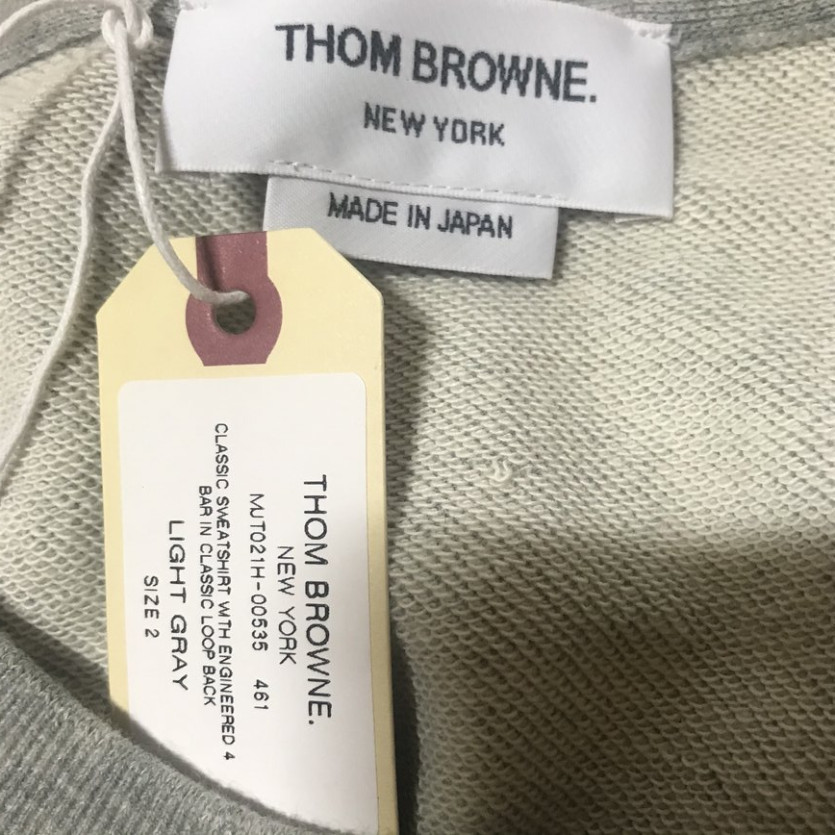 THOM BROWNE.
NEW YORK
MADE IN JAPAN
THOM BROWNE.
NEW YORK
MJT021H-00535 461
CLASSIC SWEATSHIRT WITH ENGINEERED 4
BAR IN CLASSIC LOOP BACK
LIGHT GRAY
SIZE 2